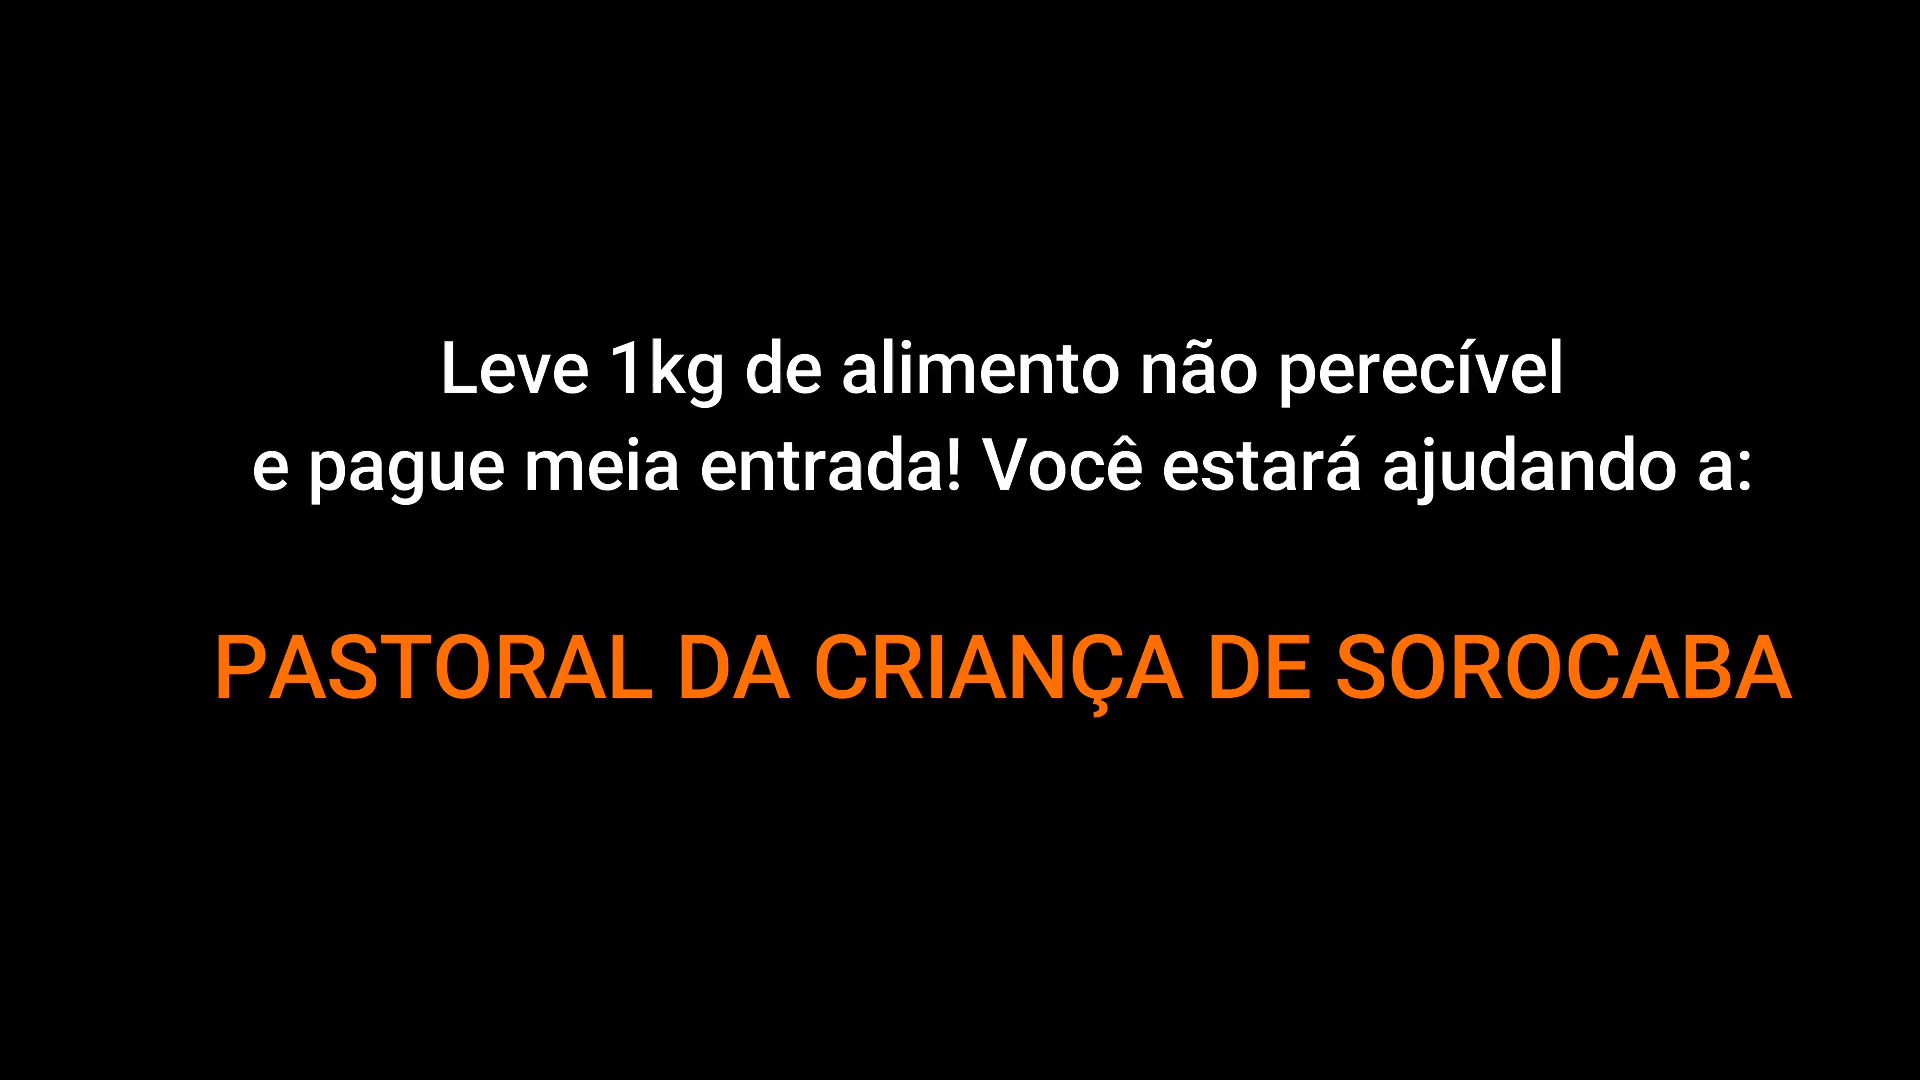 Leve 1kg de alimento não perecível
e pague meia entrada! Você estará ajudando a:
PASTORAL DA CRIANÇA DE SOROCABA